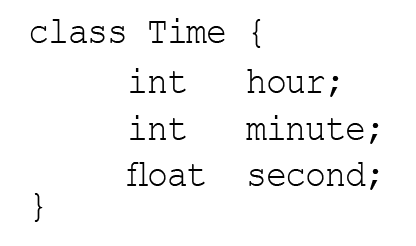 class Time {
int hour;
int minute;
float second;
}